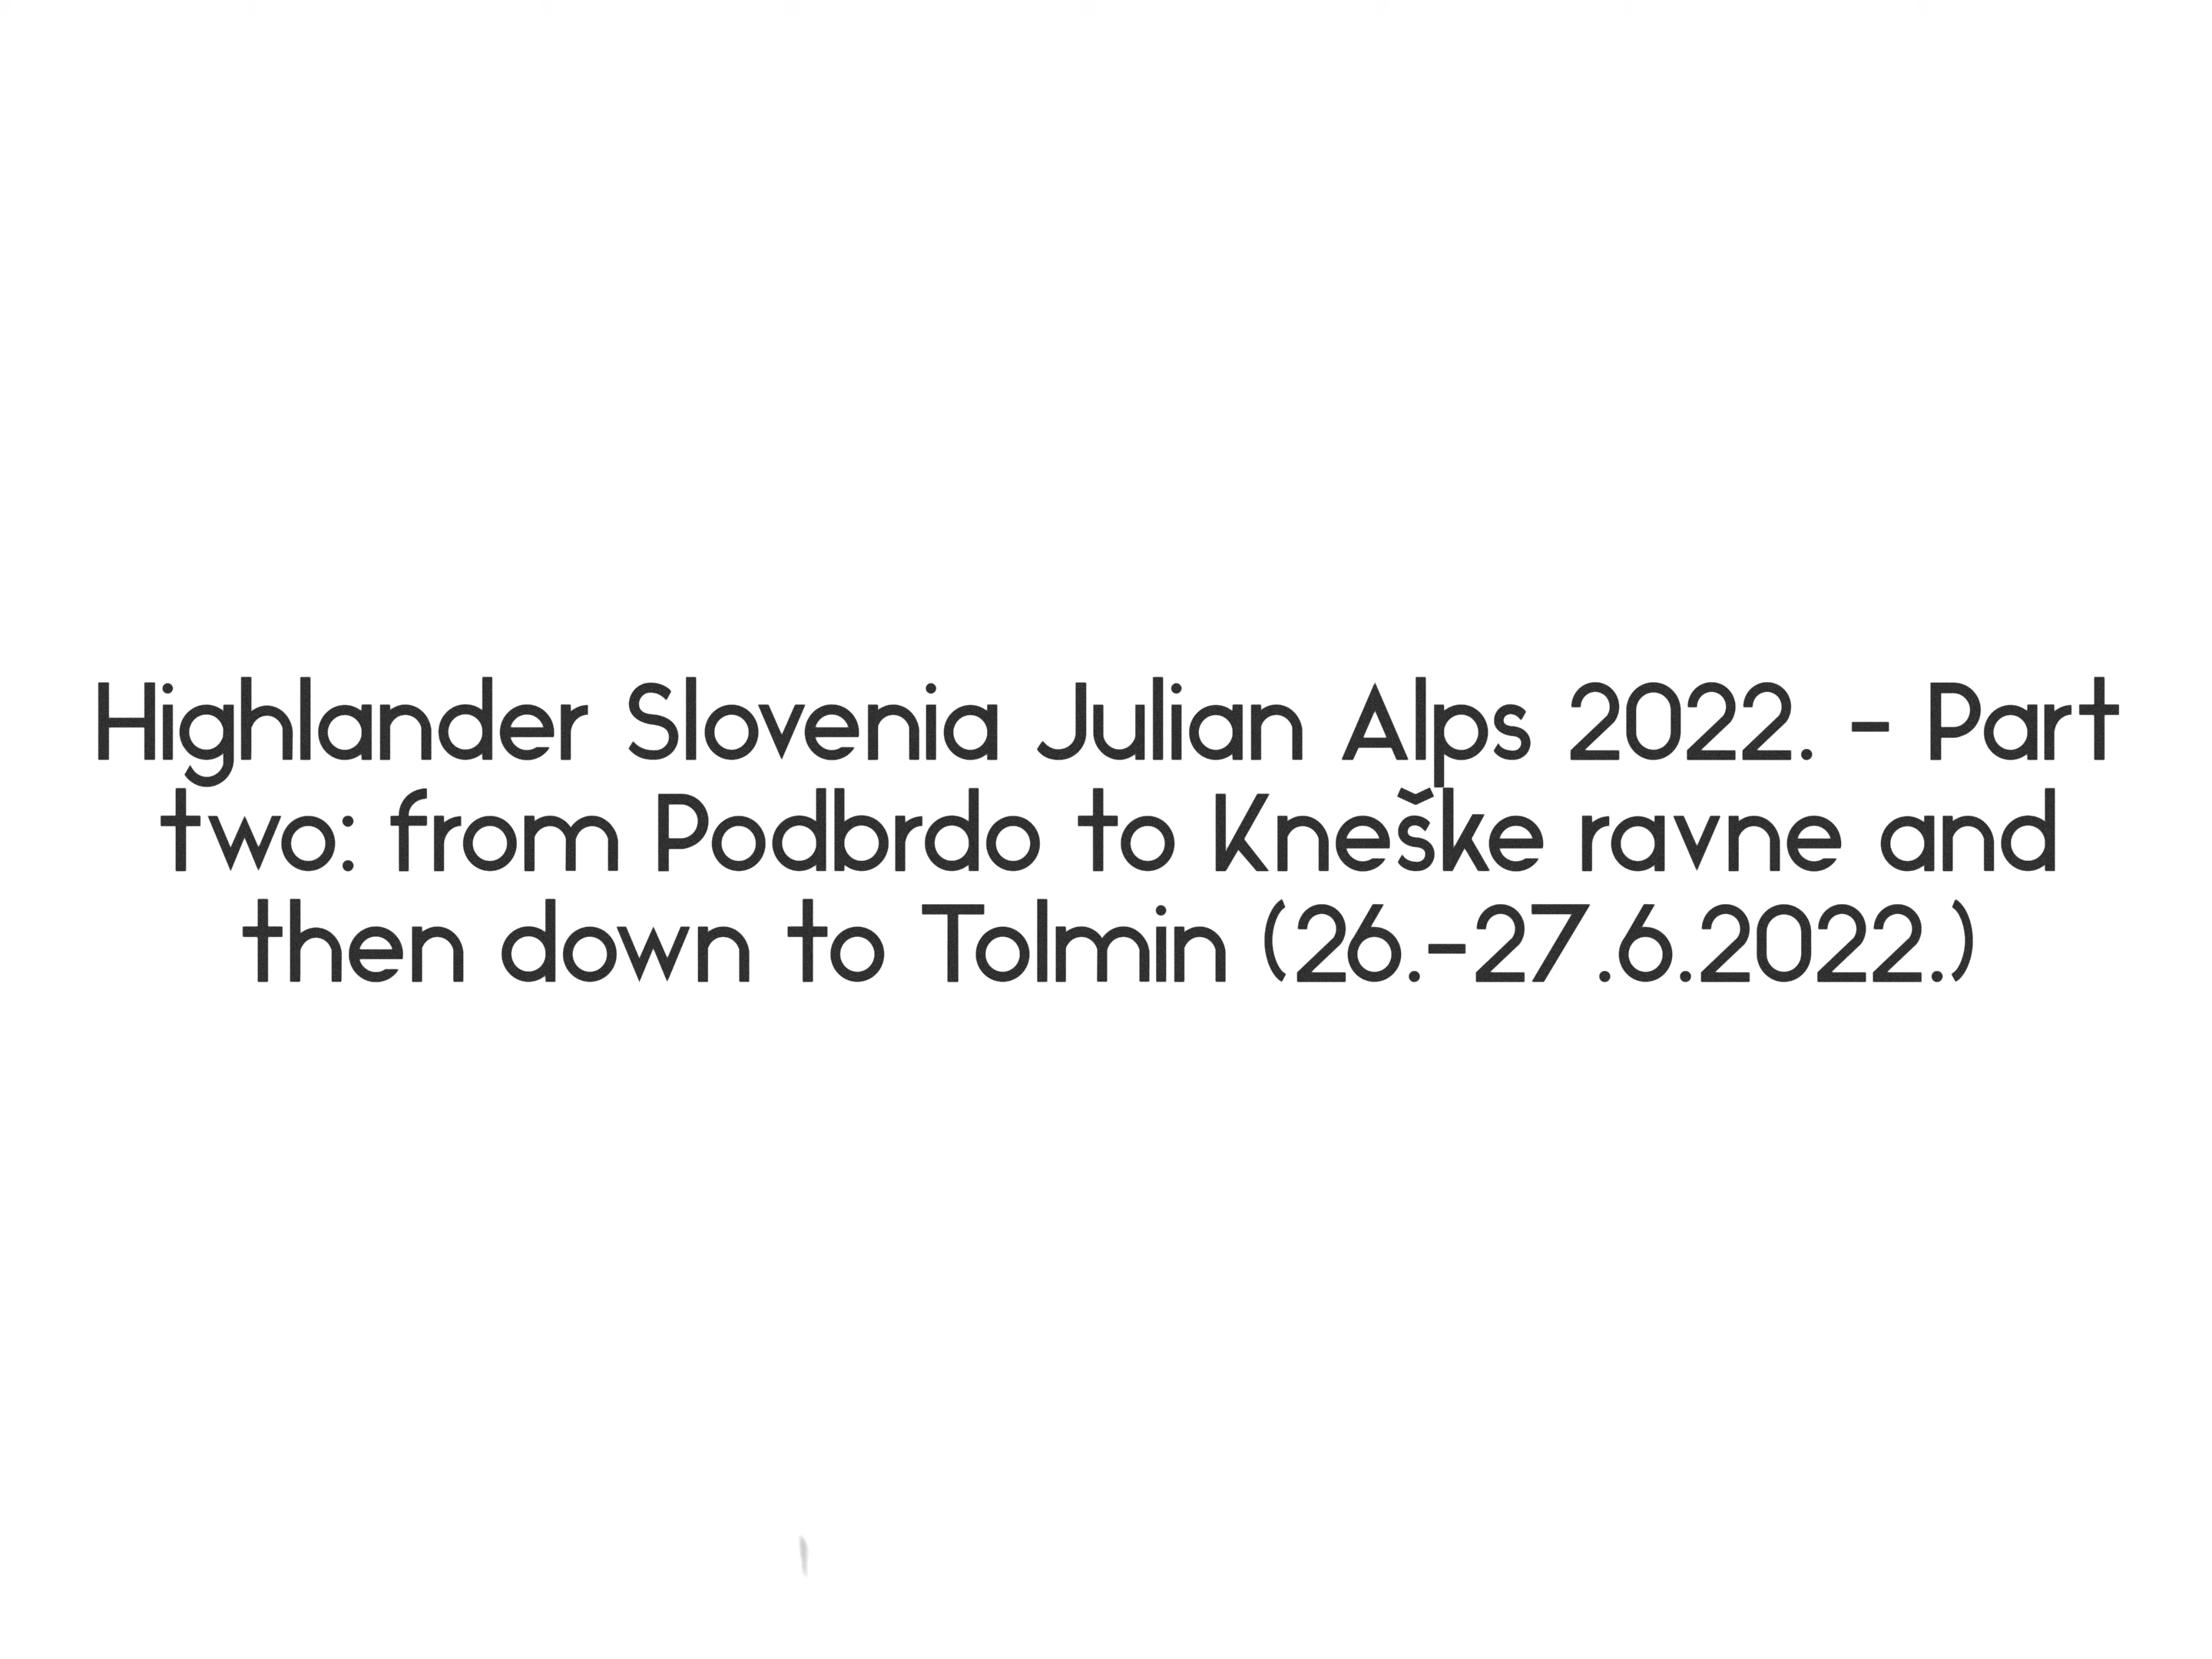 Highlander Slovenia Julian Alps 2022. - Part
two: from Podbrdo to Kneške ravne and
then down to Tolmin (26.-27.6.2022.)